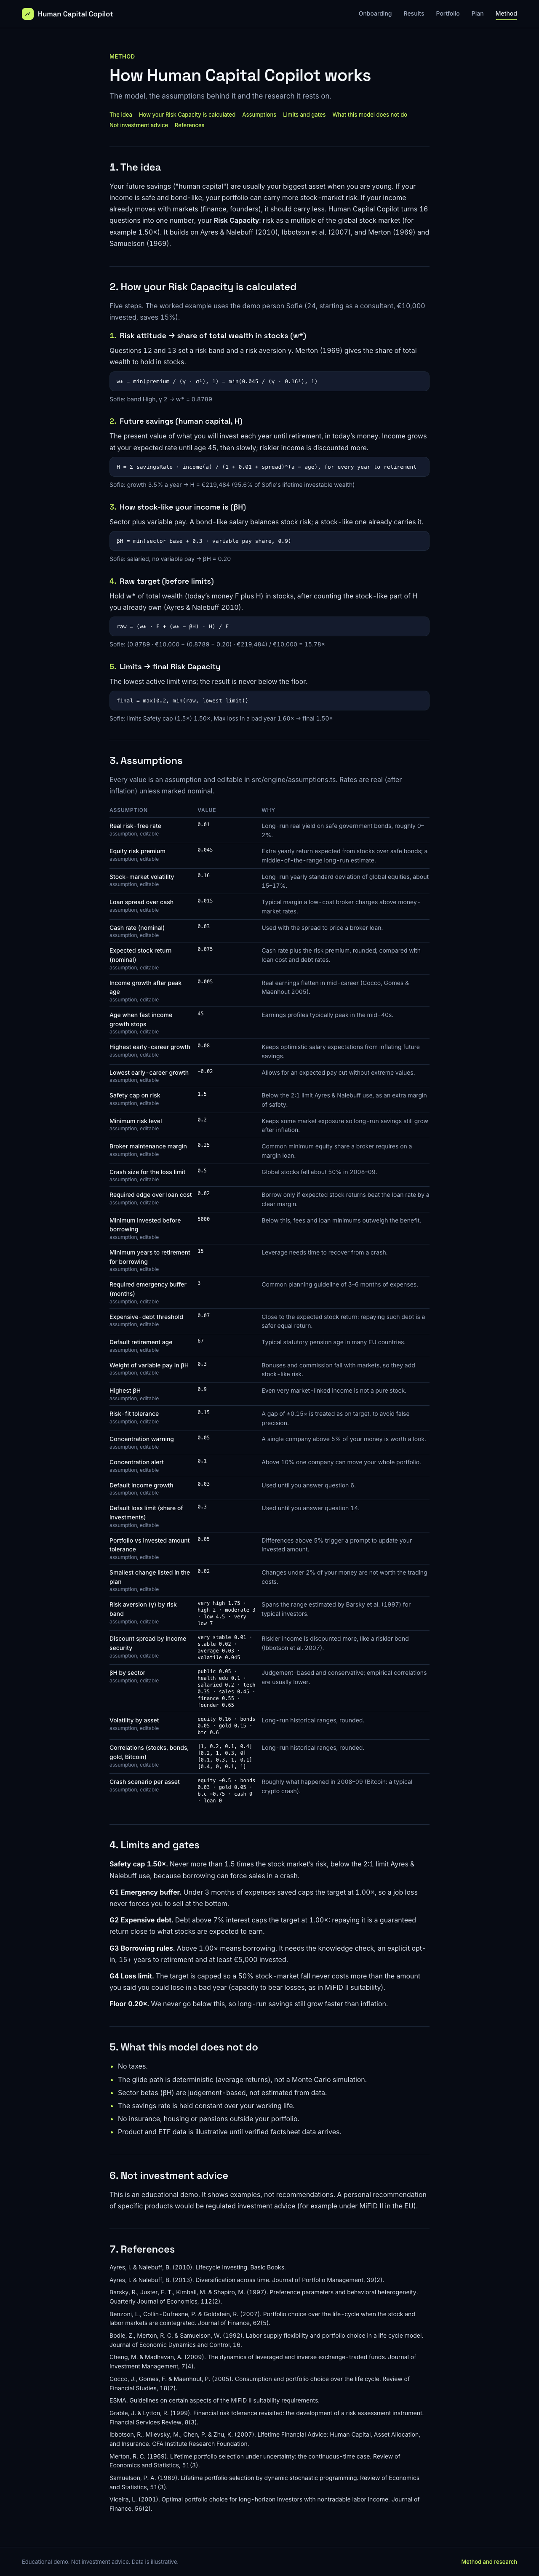 Human Capital Copilot
Onboarding Results Portfolio Plan Method
METHOD
How Human Capital Copilot works
The model, the assumptions behind it and the research it rests on.
The idea How your Risk Capacity is calculated Assumptions Limits and gates What this model does not do
Not investment advice References
1. The idea
Your future savings ("human capital") are usually your biggest asset when you are young. If your
income is safe and bond-like, your portfolio can carry more stock-market risk. If your income
already moves with markets (finance, founders), it should carry less. Human Capital Copilot turns 16
questions into one number, your Risk Capacity: risk as a multiple of the global stock market (for
example 1.50×). It builds on Ayres & Nalebuff (2010), Ibbotson et al. (2007), and Merton (1969) and
Samuelson (1969).
2. How your Risk Capacity is calculated
Five steps. The worked example uses the demo person Sofie (24, starting as a consultant, €10,000
invested, saves 15%).
1. Risk attitude → share of total wealth in stocks (w*)
Questions 12 and 13 set a risk band and a risk aversion γ. Merton (1969) gives the share of total
wealth to hold in stocks.
w* = min(premium / (γ · σ²), 1) = min(0.045 / (γ · 0.16²), 1)
Sofie: band High, γ 2 → w* = 0.8789
2. Future savings (human capital, H)
The present value of what you will invest each year until retirement, in today's money. Income grows
at your expected rate until age 45, then slowly; riskier income is discounted more.
H = Σ savingsRate · income(a) / (1 + 0.01 + spread)^(a − age), for every year to retirement
Sofie: growth 3.5% a year → H = €219,484 (95.6% of Sofie's lifetime investable wealth)
3. How stock-like your income is (βH)
Sector plus variable pay. A bond-like salary balances stock risk; a stock-like one already carries it.
βH = min(sector base + 0.3 · variable pay share, 0.9)
Sofie: salaried, no variable pay → βH = 0.20
4. Raw target (before limits)
Hold w* of total wealth (today's money F plus H) in stocks, after counting the stock-like part of H
you already own (Ayres & Nalebuff 2010).
raw = (w* · F + (w* − βH) · H) / F
Sofie: (0.8789 · €10,000 + (0.8789 − 0.20) · €219,484) / €10,000 = 15.78×
5. Limits → final Risk Capacity
The lowest active limit wins; the result is never below the floor.
final = max(0.2, min(raw, lowest limit))
Sofie: limits Safety cap (1.5×) 1.50×, Max loss in a bad year 1.60× → final 1.50×
3. Assumptions
Every value is an assumption and editable in src/engine/assumptions.ts. Rates are real (after
inflation) unless marked nominal.
ASSUMPTION VALUE WHY
Real risk-free rate 0.01 Long-run real yield on safe government bonds, roughly 0–
assumption, editable 2%.
Equity risk premium 0.045 Extra yearly return expected from stocks over safe bonds; a
assumption, editable middle-of-the-range long-run estimate.
Stock-market volatility 0.16 Long-run yearly standard deviation of global equities, about
assumption, editable 15–17%.
Loan spread over cash 0.015 Typical margin a low-cost broker charges above money-
assumption, editable market rates.
Cash rate (nominal) 0.03 Used with the spread to price a broker loan.
assumption, editable
Expected stock return 0.075 Cash rate plus the risk premium, rounded; compared with
(nominal) loan cost and debt rates.
assumption, editable
Income growth after peak 0.005 Real earnings flatten in mid-career (Cocco, Gomes &
age Maenhout 2005).
assumption, editable
Age when fast income 45 Earnings profiles typically peak in the mid-40s.
growth stops
assumption, editable
Highest early-career growth 0.08 Keeps optimistic salary expectations from inflating future
assumption, editable savings.
Lowest early-career growth −0.02 Allows for an expected pay cut without extreme values.
assumption, editable
Safety cap on risk 1.5 Below the 2:1 limit Ayres & Nalebuff use, as an extra margin
assumption, editable of safety.
Minimum risk level 0.2 Keeps some market exposure so long-run savings still grow
assumption, editable after inflation.
Broker maintenance margin 0.25 Common minimum equity share a broker requires on a
assumption, editable margin loan.
Crash size for the loss limit 0.5 Global stocks fell about 50% in 2008–09.
assumption, editable
Required edge over loan cost 0.02 Borrow only if expected stock return beat the loan rate by a
assumption, editable clear margin.
Minimum invested before 5000 Below this, fees and loan minimums outweigh the benefit.
borrowing
assumption, editable
Minimum years to retirement 15 Leverage needs time to recover from a crash.
for borrowing
assumption, editable
Required emergency buffer 3 Common planning guideline of 3–6 months of expenses.
(months)
assumption, editable
Expensive-debt threshold 0.07 Close to the expected stock return: repaying such debt is a
assumption, editable safer equal return.
Default retirement age 67 Typical statutory pension age in many EU countries.
assumption, editable
Weight of variable pay in βH 0.3 Bonuses and commission fall with markets, so they add
assumption, editable stock-like risk.
Highest βH 0.9 Even very market-linked income is not a pure stock.
assumption, editable
Risk-fit tolerance 0.15 A gap of ±0.15× is treated as on target, to avoid false
assumption, editable precision.
Concentration warning 0.05 A single company above 5% of your money is worth a look.
assumption, editable
Concentration alert 0.1 Above 10% one company can move your whole portfolio.
assumption, editable
Default income growth 0.03 Used until you answer question 6.
assumption, editable
Default loss limit (share of 0.3 Used until you answer question 14.
investments)
assumption, editable
Portfolio vs invested amount 0.05 Differences above 5% trigger a prompt to update your
tolerance invested amount.
assumption, editable
Smallest change listed in the 0.02 Changes under 2% of your money are not worth the trading
plan costs.
assumption, editable
Risk aversion (γ) by risk very high 1.75 · Spans the range estimated by Barsky et al. (1997) for
band high 2 · moderate 3 typical investors.
assumption, editable · low 4.5 · very
low 7
Discount spread by income very stable 0.01 · Riskier income is discounted more, like a riskier bond
security stable 0.02 · (Ibbotson et al. 2007).
assumption, editable average 0.03 ·
volatile 0.045
βH by sector public 0.05 · Judgement-based and conservative; empirical correlations
assumption, editable health edu 0.1 · are usually lower.
salaried 0.2 · tech
0.35 · sales 0.45 ·
finance 0.55 ·
founder 0.65
Volatility by asset equity 0.16 · bonds Long-run historical ranges, rounded.
assumption, editable 0.05 · gold 0.15 ·
btc 0.6
Correlations (stocks, bonds, [1, 0.2, 0.1, 0.4] Long-run historical ranges, rounded.
gold, Bitcoin) [0.2, 1, 0.3, 0]
assumption, editable [0.1, 0.3, 1, 0.1]
[0.4, 0, 0.1, 1]
Crash scenario per asset equity −0.5 · bonds Roughly what happened in 2008–09 (Bitcoin: a typical
assumption, editable 0.03 · gold 0.05 · crypto crash).
btc −0.75 · cash 0
· loan 0
4. Limits and gates
Safety cap 1.50×. Never more than 1.5 times the stock market's risk, below the 2:1 limit Ayres &
Nalebuff use, because borrowing can force sales in a crash.
G1 Emergency buffer. Under 3 months of expenses saved caps the target at 1.00×, so a job loss
never forces you to sell at the bottom.
G2 Expensive debt. Debt above 7% interest caps the target at 1.00×: repaying it is a guaranteed
return close to what stocks are expected to earn.
G3 Borrowing rules. Above 1.00× means borrowing. It needs the knowledge check, an explicit opt-
in, 15+ years to retirement and at least €5,000 invested.
G4 Loss limit. The target is capped so a 50% stock-market fall never costs more than the amount
you said you could lose in a bad year (capacity to bear losses, as in MiFID II suitability).
Floor 0.20×. We never go below this, so long-run savings still grow faster than inflation.
5. What this model does not do
• No taxes.
• The glide path is deterministic (average returns), not a Monte Carlo simulation.
• Sector betas (βH) are judgement-based, not estimated from data.
• The savings rate is held constant over your working life.
• No insurance, housing or pensions outside your portfolio.
• Product and ETF data is illustrative until verified factsheet data arrives.
6. Not investment advice
This is an educational demo. It shows examples, not recommendations. A personal recommendation
of specific products would be regulated investment advice (for example under MiFID II in the EU).
7. References
Ayres, I. & Nalebuff, B. (2010). Lifecycle Investing. Basic Books.
Ayres, I. & Nalebuff, B. (2013). Diversification across time. Journal of Portfolio Management, 39(2).
Barsky, R., Juster, F. T., Kimball, M. & Shapiro, M. (1997). Preference parameters and behavioral heterogeneity.
Quarterly Journal of Economics, 112(2).
Benzoni, L., Collin-Dufresne, P. & Goldstein, R. (2007). Portfolio choice over the life-cycle when the stock and
labor markets are cointegrated. Journal of Finance, 62(5).
Bodie, Z., Merton, R. C. & Samuelson, W. (1992). Labor supply flexibility and portfolio choice in a life cycle model.
Journal of Economic Dynamics and Control, 16.
Cheng, M. & Madhavan, A. (2009). The dynamics of leveraged and inverse exchange-traded funds. Journal of
Investment Management, 7(4).
Cocco, J., Gomes, F. & Maenhout, P. (2005). Consumption and portfolio choice over the life cycle. Review of
Financial Studies, 18(2).
ESMA. Guidelines on certain aspects of the MiFID II suitability requirements.
Grable, J. & Lytton, R. (1999). Financial risk tolerance revisited: the development of a risk assessment instrument.
Financial Services Review, 8(3).
Ibbotson, R., Milevsky, M., Chen, P. & Zhu, K. (2007). Lifetime Financial Advice: Human Capital, Asset Allocation,
and Insurance. CFA Institute Research Foundation.
Merton, R. C. (1969). Lifetime portfolio selection under uncertainty: the continuous-time case. Review of
Economics and Statistics, 51(3).
Samuelson, P. A. (1969). Lifetime portfolio selection by dynamic stochastic programming. Review of Economics
and Statistics, 51(3).
Viceira, L. (2001). Optimal portfolio choice for long-horizon investors with nontradable labor income. Journal of
Finance, 56(2).
Educational demo. Not investment advice. Data is illustrative. Method and research